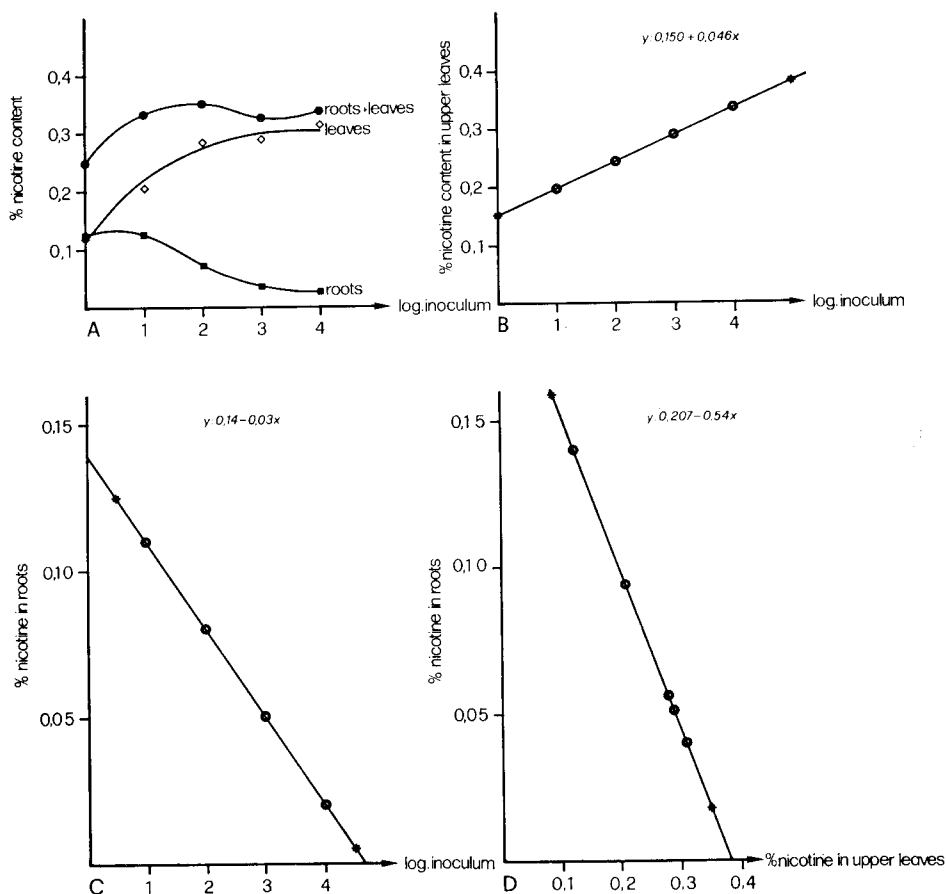 % nicotine content
0,4
0,3
0,2
0,1
roots+leaves
leaves
roots
log. inoculum
A
1
2
3
4
y: 0,150 + 0,046x
% nicotine content in upper leaves
0,4
0,3
0,2
0,1
log. inoculum
B
1
2
3
4
y: 0,14 - 0,03x
% nicotine in roots
0,15
0,10
0,05
log. inoculum
C
1
2
3
4
y: 0,207 - 0,54x
% nicotine in roots
0,15
0,10
0,05
% nicotine in upper leaves
D
0.1
0.2
0.3
0.4